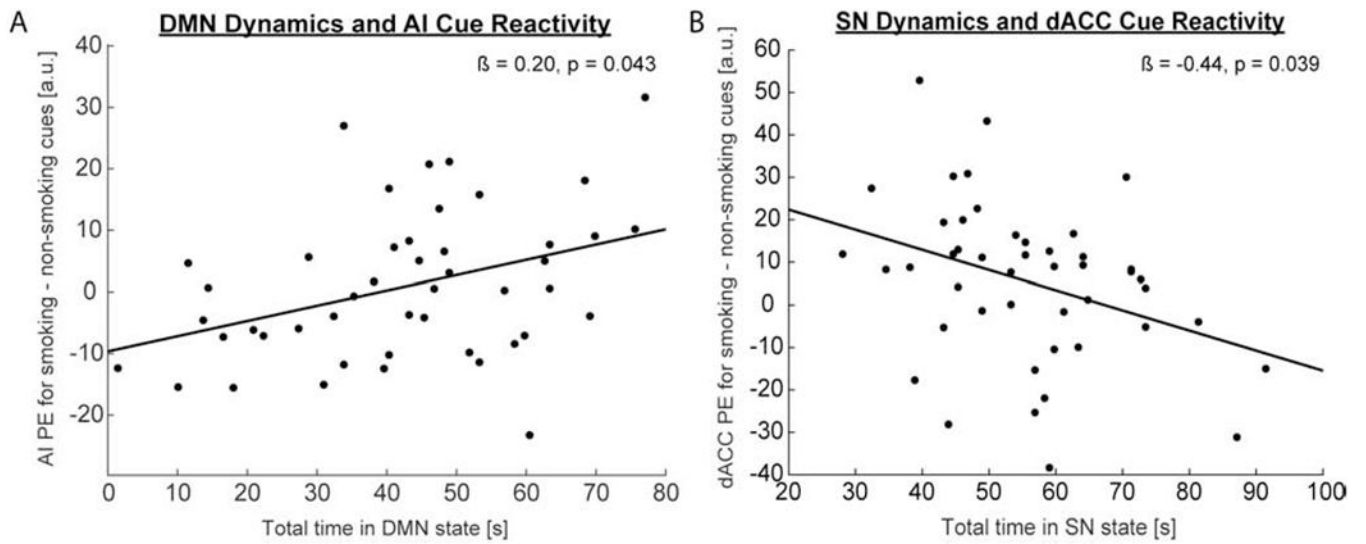 A
DMN Dynamics and AI Cue Reactivity
ß = 0.20, p = 0.043
AI PE for smoking - non-smoking cues [a.u.]
40
30
20
10
0
-10
-20
0 10 20 30 40 50 60 70 80
Total time in DMN state [s]
B
SN Dynamics and dACC Cue Reactivity
ß = -0.44, p = 0.039
dACC PE for smoking - non-smoking cues [a.u.]
60
50
40
30
20
10
0
-10
-20
-30
-40
20 30 40 50 60 70 80 90 100
Total time in SN state [s]